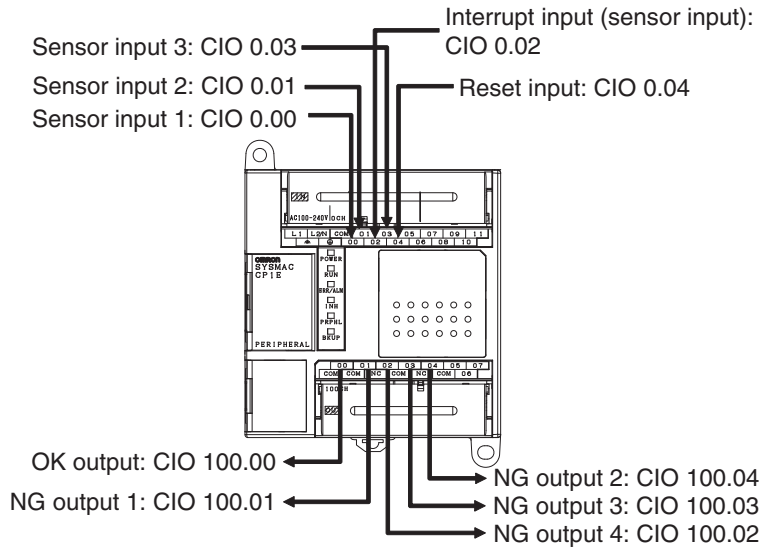 Interrupt input (sensor input):
CIO 0.02
Sensor input 3: CIO 0.03
Sensor input 2: CIO 0.01
Reset input: CIO 0.04
Sensor input 1: CIO 0.00
AC100-240V 0CH
L1 L2/N COM 01 03 05 07 09 11
00 02 04 06 08 10
OMRON
SYSMAC
CP1E
POWER
RUN
ERR/ALM
INH
PRPHL
BKUP
PERIPHERAL
00 01 02 03 04 05 07
COM COM NC COM NC COM 06
100CH
OK output: CIO 100.00
NG output 1: CIO 100.01
NG output 2: CIO 100.04
NG output 3: CIO 100.03
NG output 4: CIO 100.02